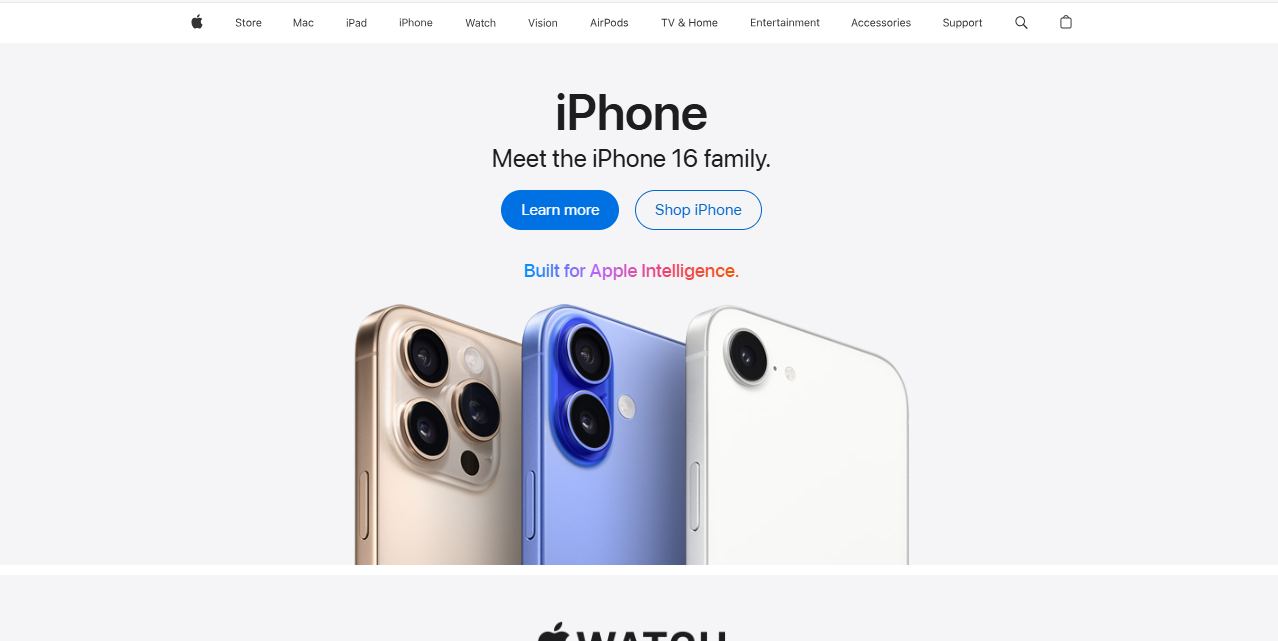 Store Mac iPad iPhone Watch Vision AirPods TV & Home Entertainment Accessories Support
iPhone
Meet the iPhone 16 family.
Learn more Shop iPhone
Built for Apple Intelligence.
WATCH